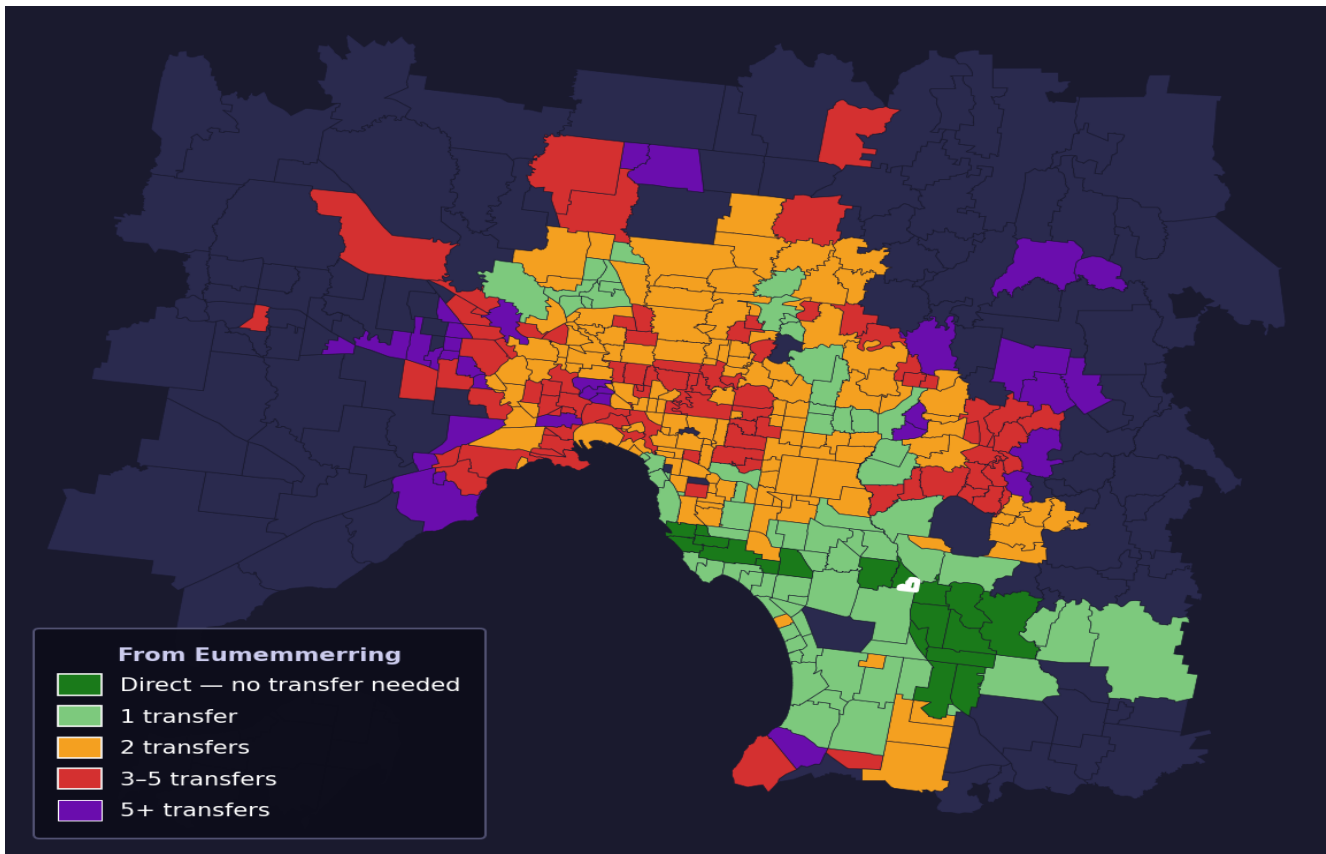 From Eumemmerring
Direct — no transfer needed
1 transfer
2 transfers
3–5 transfers
5+ transfers